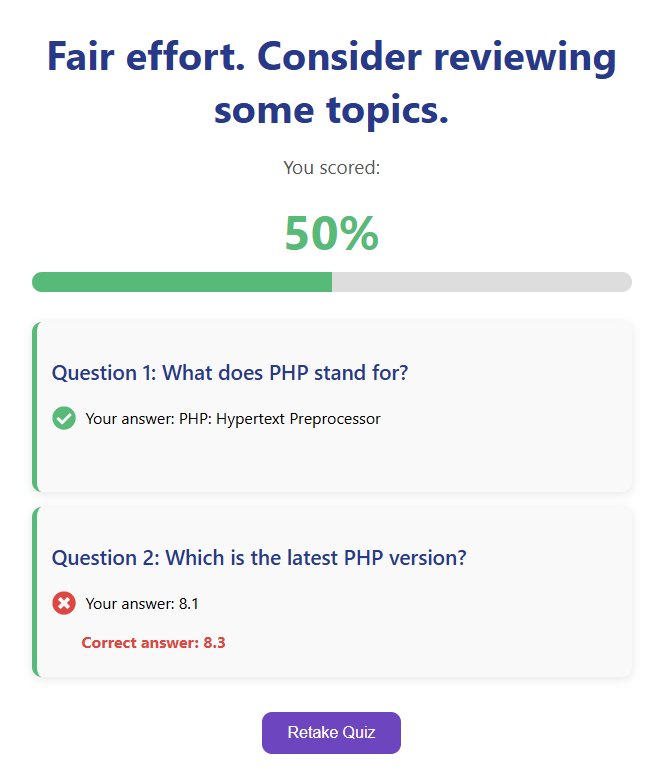 Fair effort. Consider reviewing
some topics.
You scored:
50%
Question 1: What does PHP stand for?
Your answer: PHP: Hypertext Preprocessor
Question 2: Which is the latest PHP version?
Your answer: 8.1
Correct answer: 8.3
Retake Quiz